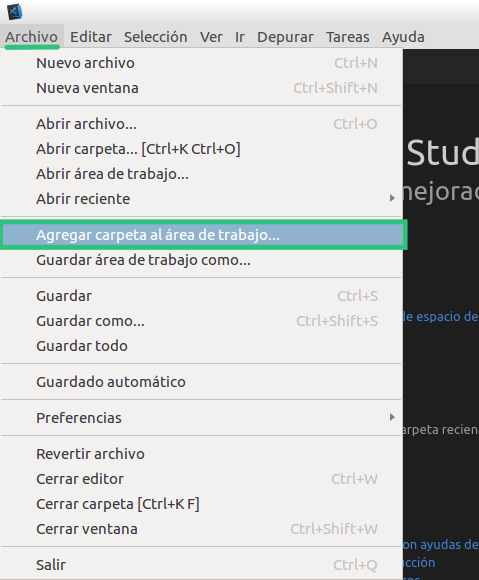 Archivo Editar Selección Ver Ir Depurar Tareas Ayuda
Nuevo archivo Ctrl+N
Nueva ventana Ctrl+Shift+N
Abrir archivo... Ctrl+O
Abrir carpeta... [Ctrl+K Ctrl+O]
Abrir área de trabajo...
Stud
Abrir reciente
mejorac
Agregar carpeta al área de trabajo...
Guardar área de trabajo como...
Guardar Ctrl+S
Guardar como... Ctrl+Shift+S
de espacio de
Guardar todo
Guardado automático
Preferencias
arpeta recien
Revertir archivo
Cerrar editor Ctrl+W
Cerrar carpeta [Ctrl+K F]
Cerrar ventana Ctrl+Shift+W
on ayudas de
Salir Ctrl+Q
cción